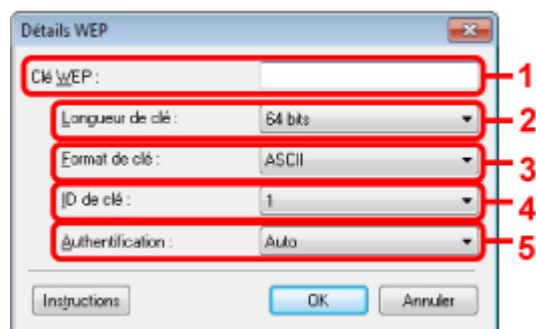 Détails WEP
Clé WEP : 1
Longueur de clé : 64 bits 2
Format de clé : ASCII 3
ID de clé : 1 4
Authentification : Auto 5
Instructions OK Annuler